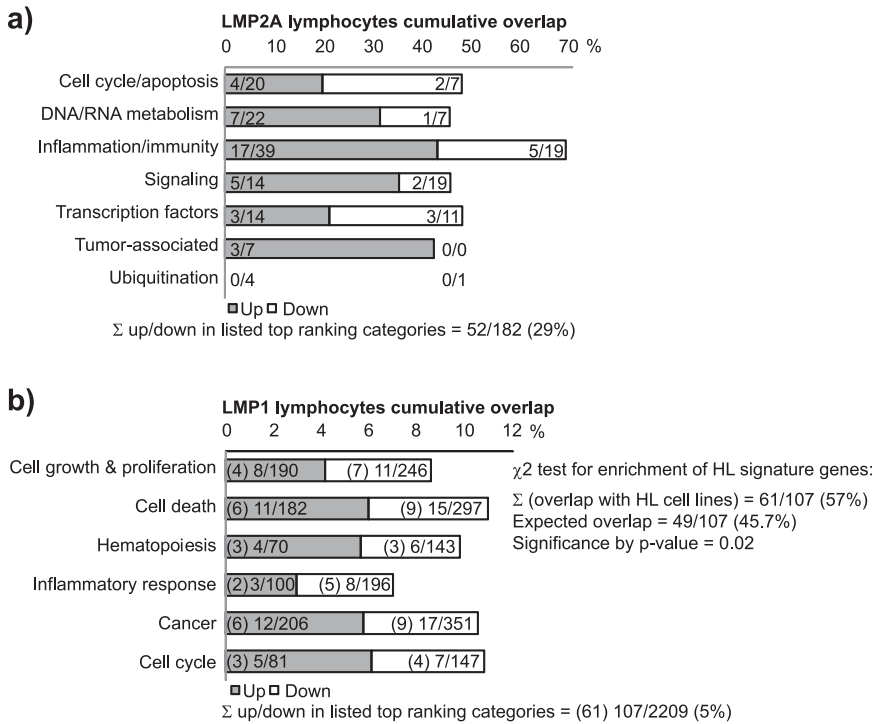 a)
LMP2A lymphocytes cumulative overlap
0 10 20 30 40 50 60 70 %
Cell cycle/apoptosis 4/20 2/7
DNA/RNA metabolism 7/22 1/7
Inflammation/immunity 17/39 5/19
Signaling 5/14 2/19
Transcription factors 3/14 3/11
Tumor-associated 3/7 0/0
Ubiquitination 0/4 0/1
Up Down
Σ up/down in listed top ranking categories = 52/182 (29%)
b)
LMP1 lymphocytes cumulative overlap
0 2 4 6 8 10 12 %
Cell growth & proliferation (4) 8/190 (7) 11/246
Cell death (6) 11/182 (9) 15/297
Hematopoiesis (3) 4/70 (3) 6/143
Inflammatory response (2) 3/100 (5) 8/196
Cancer (6) 12/206 (9) 17/351
Cell cycle (3) 5/81 (4) 7/147
Up Down
Σ up/down in listed top ranking categories = (61) 107/2209 (5%)
χ2 test for enrichment of HL signature genes:
Σ (overlap with HL cell lines) = 61/107 (57%)
Expected overlap = 49/107 (45.7%)
Significance by p-value = 0.02